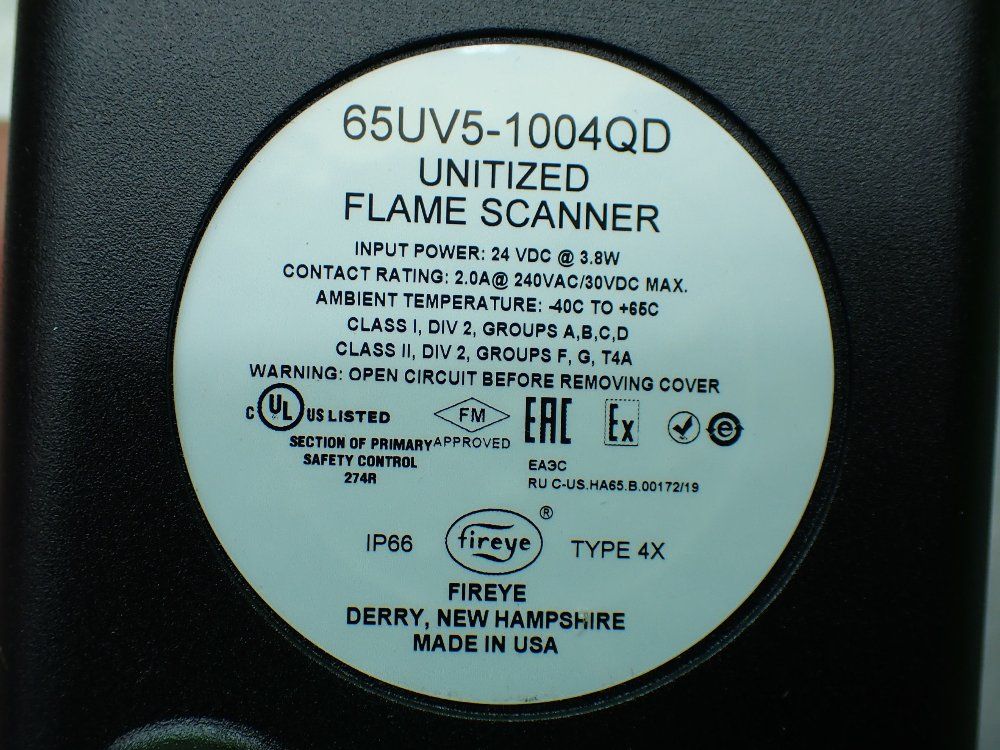 65UV5-1004QD
UNITIZED
FLAME SCANNER
INPUT POWER: 24 VDC @ 3.8W
CONTACT RATING: 2.0A@ 240VAC/30VDC MAX.
AMBIENT TEMPERATURE: -40C TO +65C
CLASS I, DIV 2, GROUPS A,B,C,D
CLASS II, DIV 2, GROUPS F, G, T4A
WARNING: OPEN CIRCUIT BEFORE REMOVING COVER
C UL US LISTED
SECTION OF PRIMARY
SAFETY CONTROL
274R
FM
APPROVED
EAC
Ex
e
ЕАЭС
RU C-US.HA65.B.00172/19
IP66
fireye ®
TYPE 4X
FIREYE
DERRY, NEW HAMPSHIRE
MADE IN USA